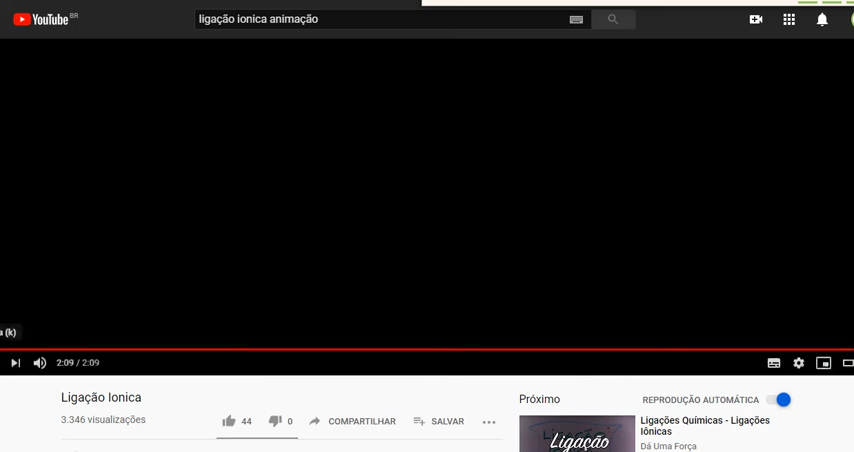 YouTube BR
ligação ionica animação
a (k)
2:09 / 2:09
Ligação Ionica
3.346 visualizações
44
0
COMPARTILHAR
SALVAR
Próximo
REPRODUÇÃO AUTOMÁTICA
Ligação
Ligações Químicas - Ligações
Iônicas
Dá Uma Força